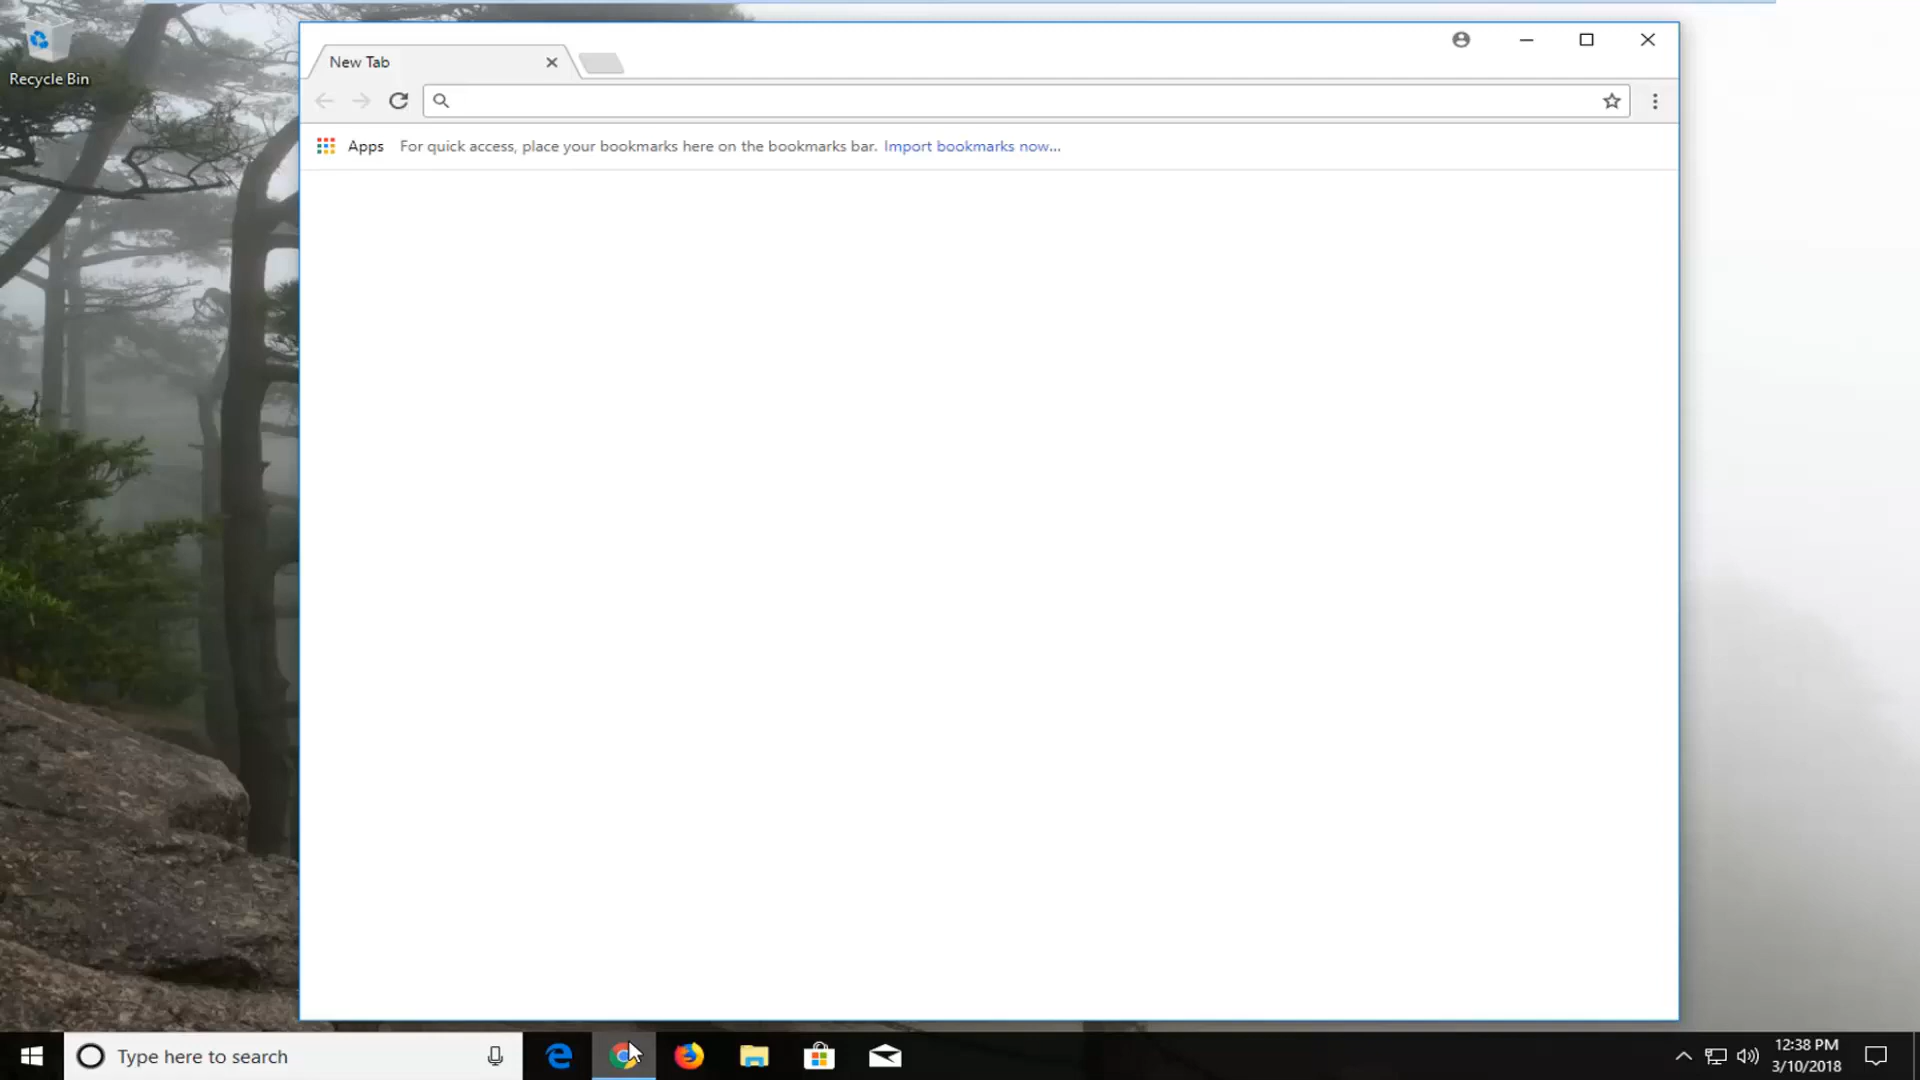 Recycle Bin
New Tab
Apps For quick access, place your bookmarks here on the bookmarks bar. Import bookmarks now...
Type here to search
12:38 PM
3/10/2018